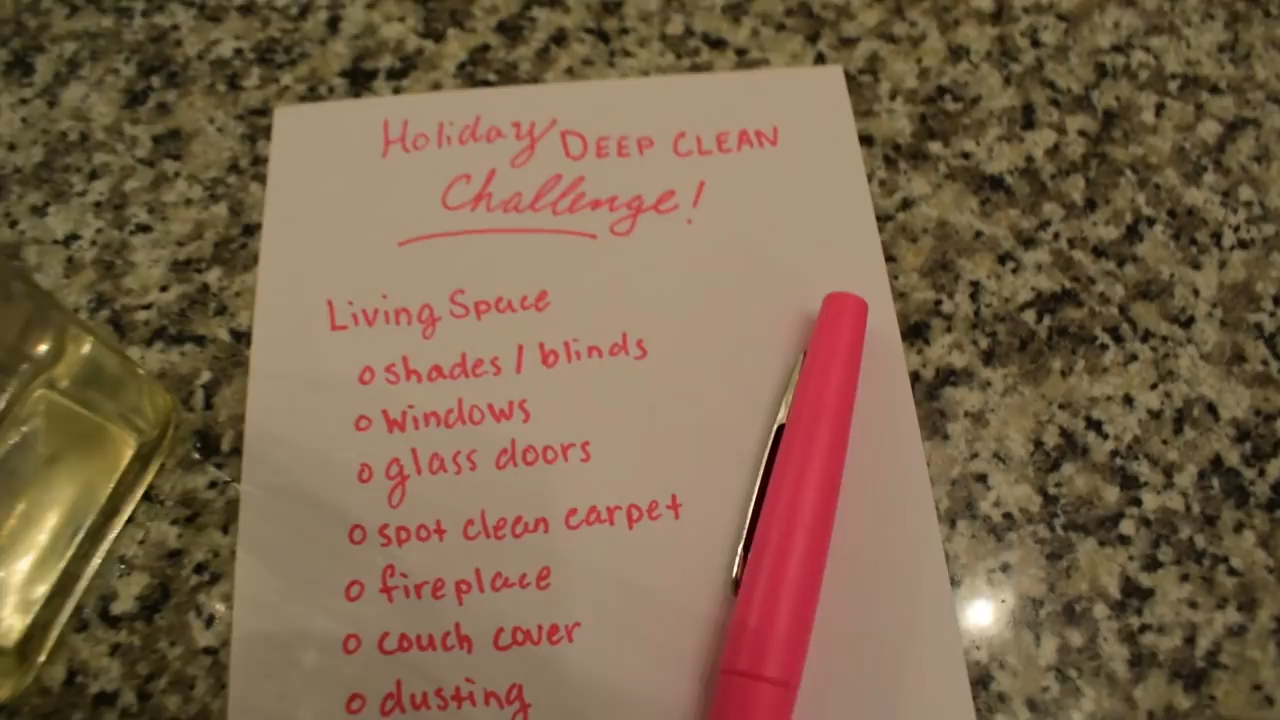 Holiday DEEP CLEAN
Challenge!
Living Space
o shades / blinds
o windows
o glass doors
o spot clean carpet
o fireplace
o couch cover
o dusting